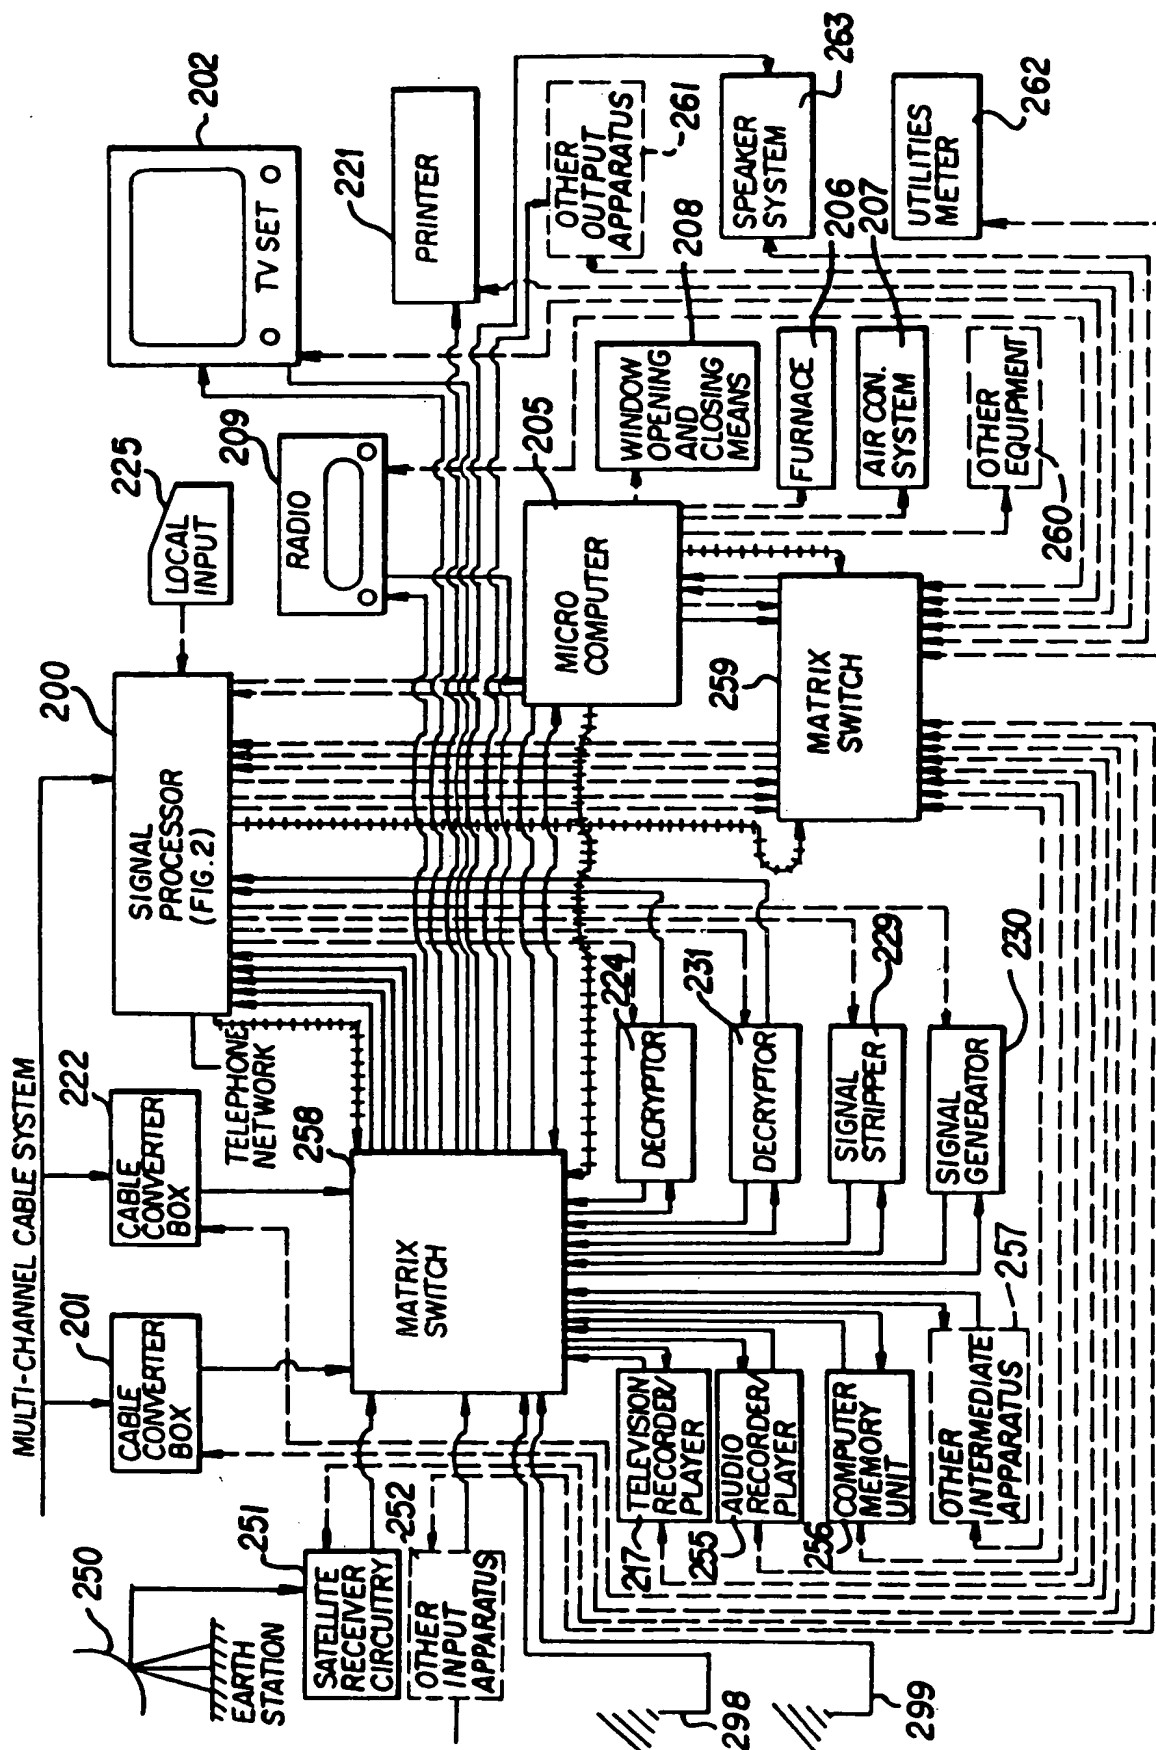 MULTI-CHANNEL CABLE SYSTEM
250
EARTH
STATION
251
SATELLITE
RECEIVER
CIRCUITRY
252
OTHER
INPUT
APPARATUS
298
299
201
CABLE
CONVERTER
BOX
222
CABLE
CONVERTER
BOX
TELEPHONE
NETWORK
258
MATRIX
SWITCH
200
SIGNAL
PROCESSOR
(FIG. 2)
225
LOCAL
INPUT
202
TV SET
209
RADIO
221
PRINTER
OTHER
OUTPUT
APPARATUS
261
SPEAKER
SYSTEM
263
UTILITIES
METER
262
205
MICRO
COMPUTER
208
WINDOW
OPENING
AND
CLOSING
MEANS
206
FURNACE
207
AIR CON.
SYSTEM
OTHER
EQUIPMENT
260
259
MATRIX
SWITCH
224
DECRYPTOR
231
DECRYPTOR
229
SIGNAL
STRIPPER
230
SIGNAL
GENERATOR
217
TELEVISION
RECORDER/
PLAYER
255
AUDIO
RECORDER/
PLAYER
256
COMPUTER
MEMORY
UNIT
257
OTHER
INTERMEDIATE
APPARATUS